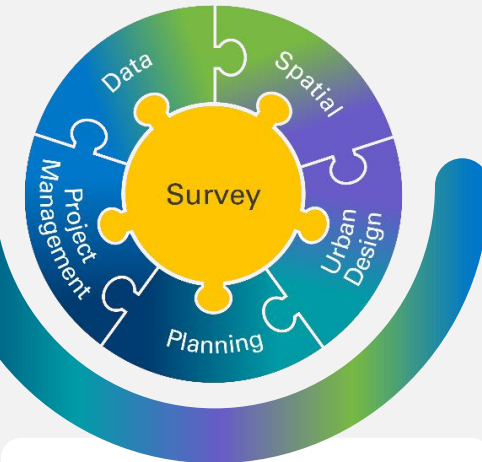 Data
Spatial
Survey
Project
Management
Urban
Design
Planning